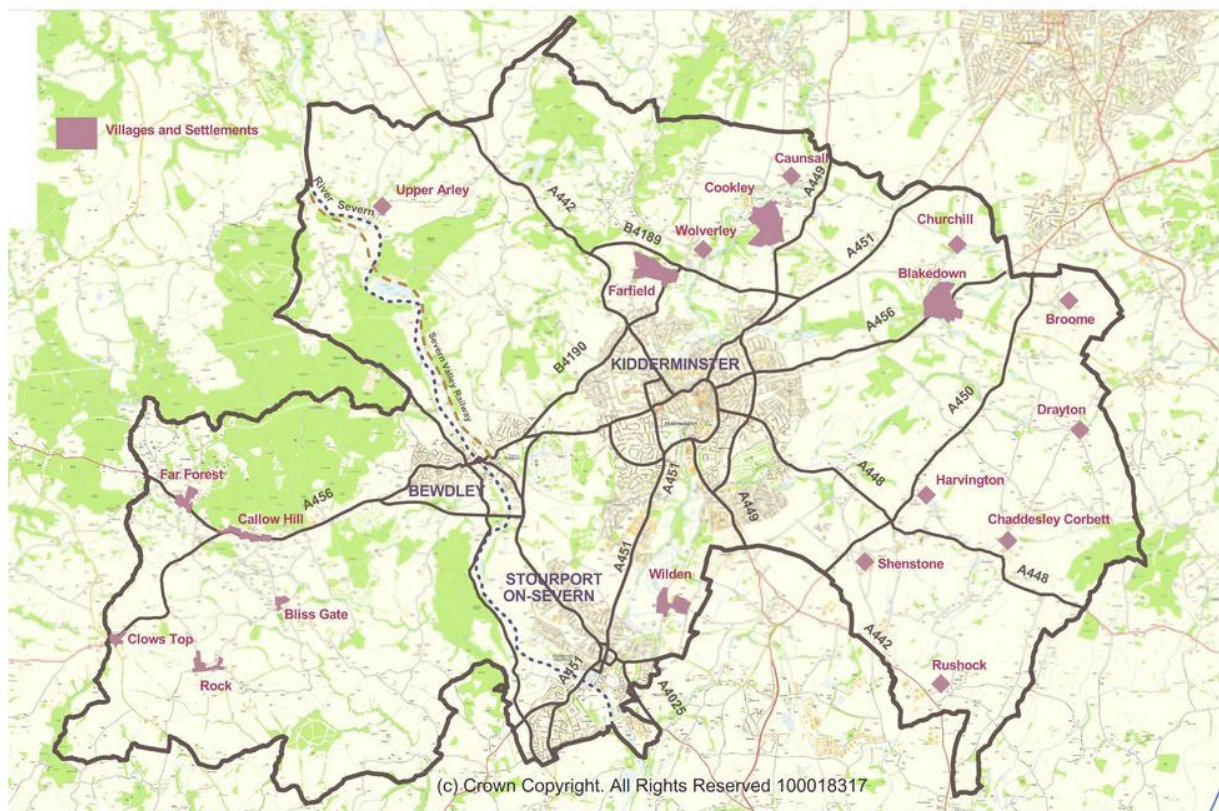 Villages and Settlements
Caunsall
A449
Upper Arley
Cookley
River Severn
A442
Churchill
B4189
Wolverley
A451
Blakedown
Farfield
Broome
A456
Severn Valley Railway
B4190
KIDDERMINSTER
A450
Drayton
Far Forest
A451
A448
Harvington
A456
BEWDLEY
A449
Callow Hill
Chaddesley Corbett
A451
Shenstone
STOURPORT
ON-SEVERN
Wilden
A448
Bliss Gate
Clows Top
A442
Rock
A451
Rushock
A4025
(c) Crown Copyright. All Rights Reserved 100018317